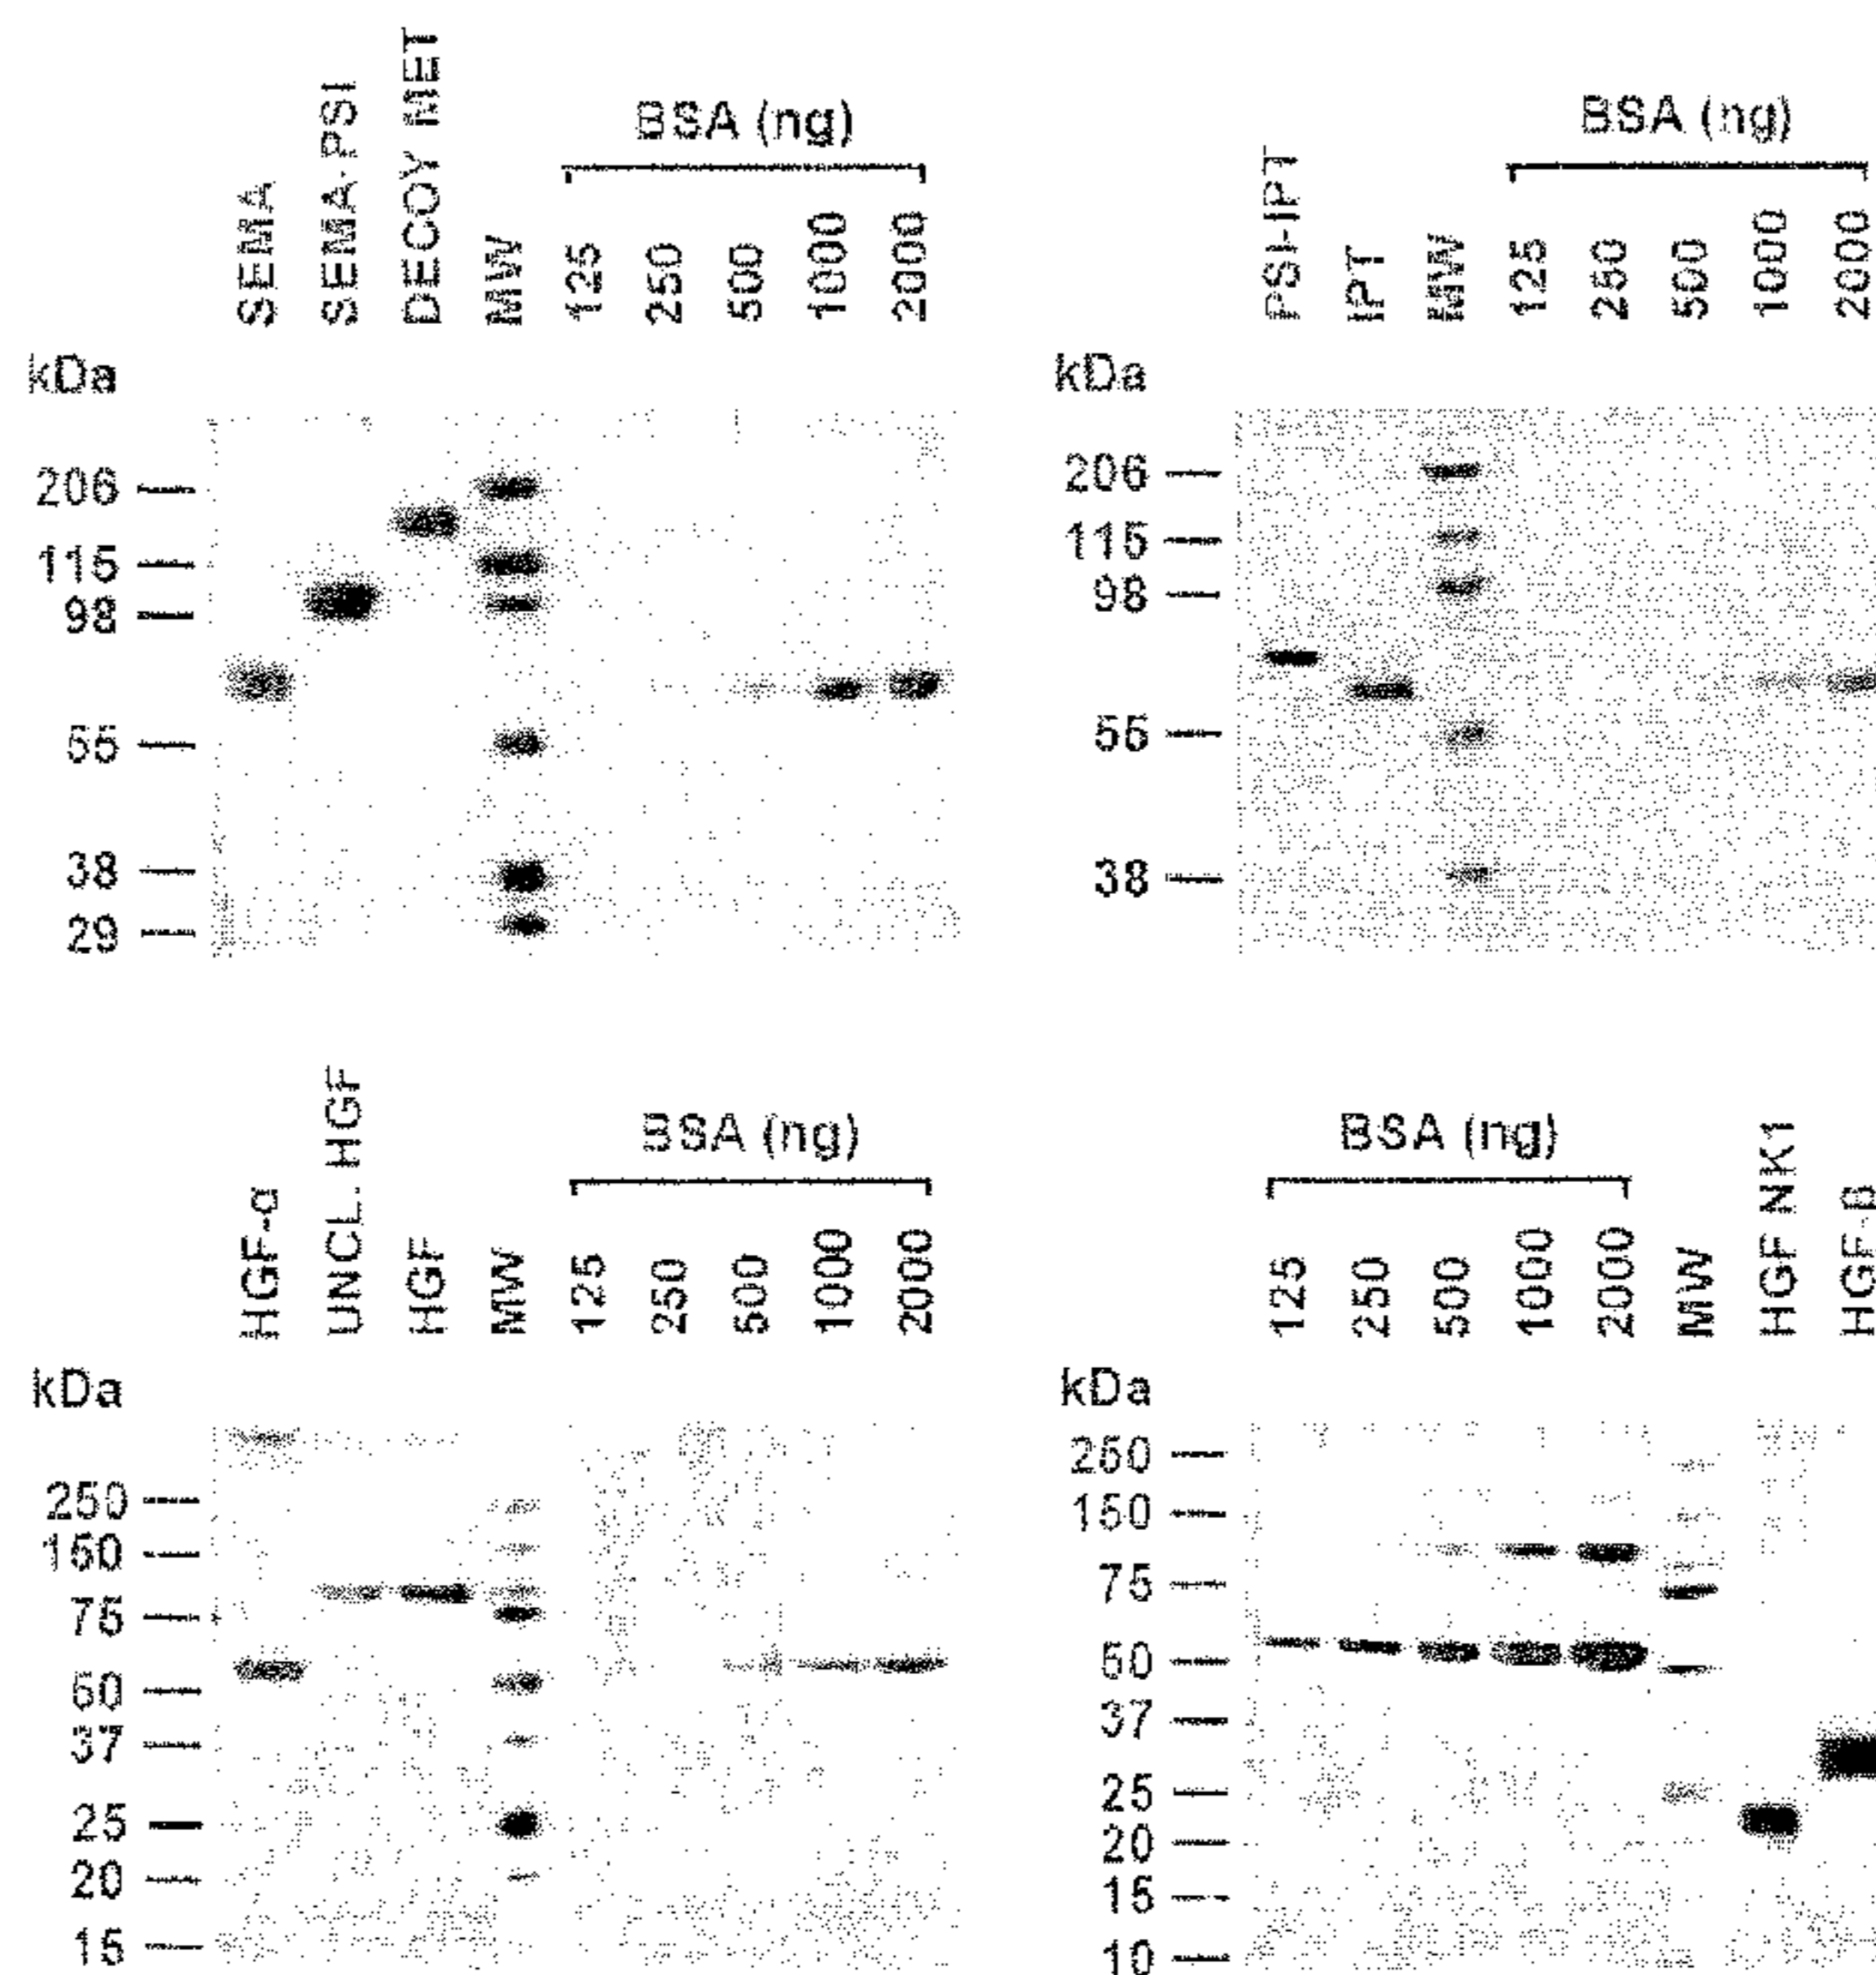 SEMA
SEMA-PSI
DECOY MET
MW
BSA (ng)
125
250
500
1000
2000
kDa
206
115
98
55
38
29
PSI-IPT
IPT
MW
BSA (ng)
125
250
500
1000
2000
kDa
206
115
98
55
38
HGF-α
UNCL. HGF
HGF
MW
BSA (ng)
125
250
500
1000
2000
kDa
250
150
75
50
37
25
20
15
BSA (ng)
125
250
500
1000
2000
MW
HGF NK1
HGF-β
kDa
250
150
75
50
37
25
20
15
10